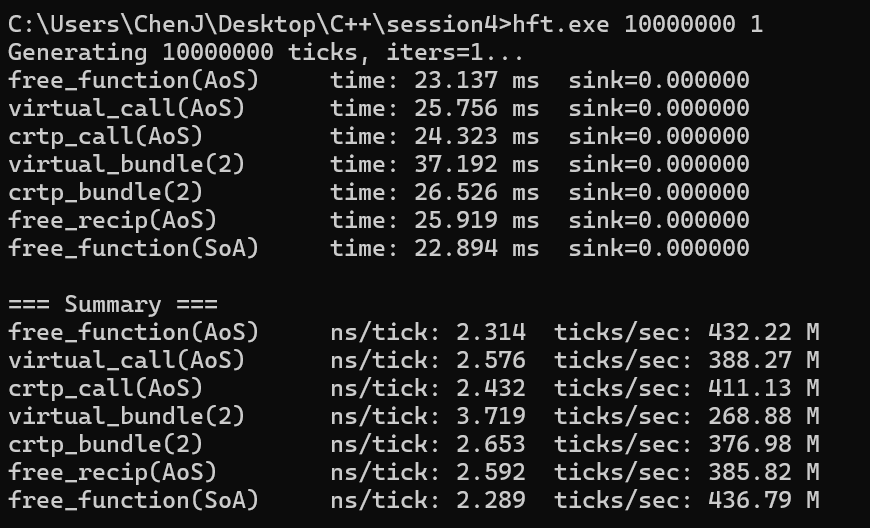 C:\Users\ChenJ\Desktop\C++\session4>hft.exe 10000000 1
Generating 10000000 ticks, iters=1...
free_function(AoS)     time: 23.137 ms  sink=0.000000
virtual_call(AoS)      time: 25.756 ms  sink=0.000000
crtp_call(AoS)         time: 24.323 ms  sink=0.000000
virtual_bundle(2)      time: 37.192 ms  sink=0.000000
crtp_bundle(2)         time: 26.526 ms  sink=0.000000
free_recip(AoS)        time: 25.919 ms  sink=0.000000
free_function(SoA)     time: 22.894 ms  sink=0.000000

=== Summary ===
free_function(AoS)     ns/tick: 2.314  ticks/sec: 432.22 M
virtual_call(AoS)      ns/tick: 2.576  ticks/sec: 388.27 M
crtp_call(AoS)         ns/tick: 2.432  ticks/sec: 411.13 M
virtual_bundle(2)      ns/tick: 3.719  ticks/sec: 268.88 M
crtp_bundle(2)         ns/tick: 2.653  ticks/sec: 376.98 M
free_recip(AoS)        ns/tick: 2.592  ticks/sec: 385.82 M
free_function(SoA)     ns/tick: 2.289  ticks/sec: 436.79 M